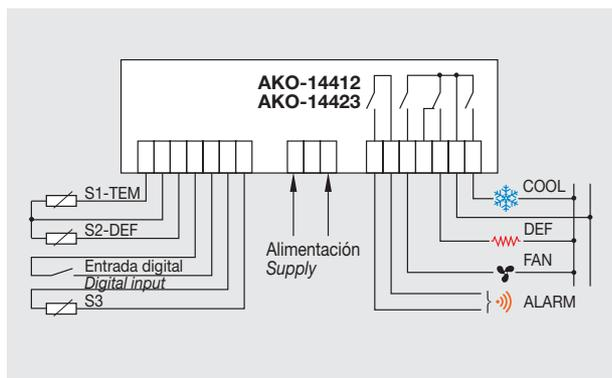 AKO-14412
AKO-14423
S1-TEM
S2-DEF
Entrada digital
Digital input
S3
Alimentación
Supply
COOL
DEF
FAN
ALARM